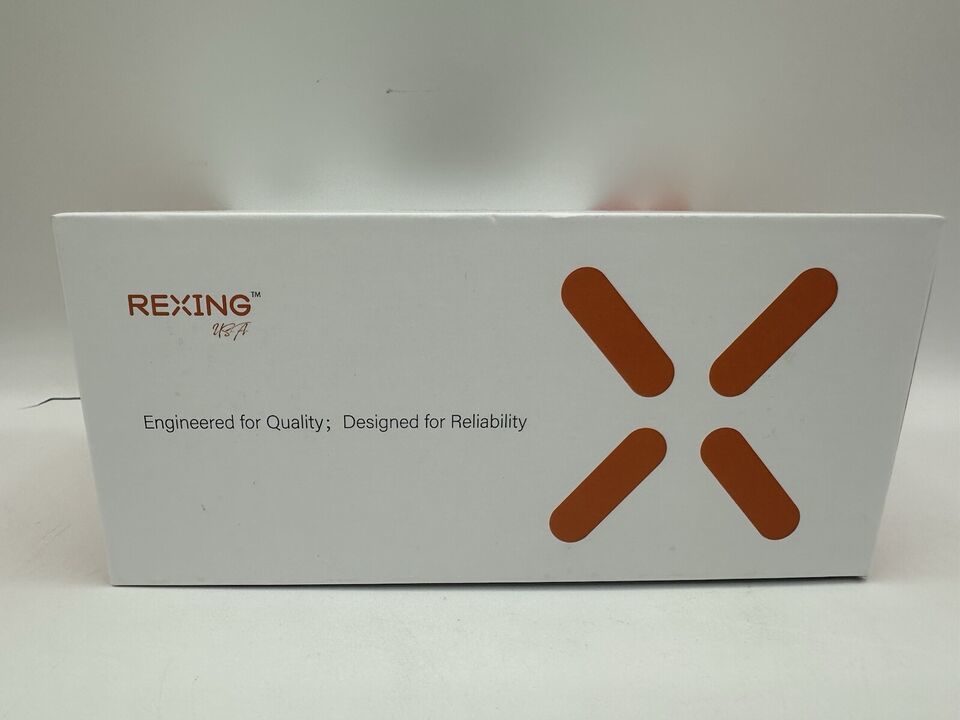 REXING™
USA
Engineered for Quality; Designed for Reliability